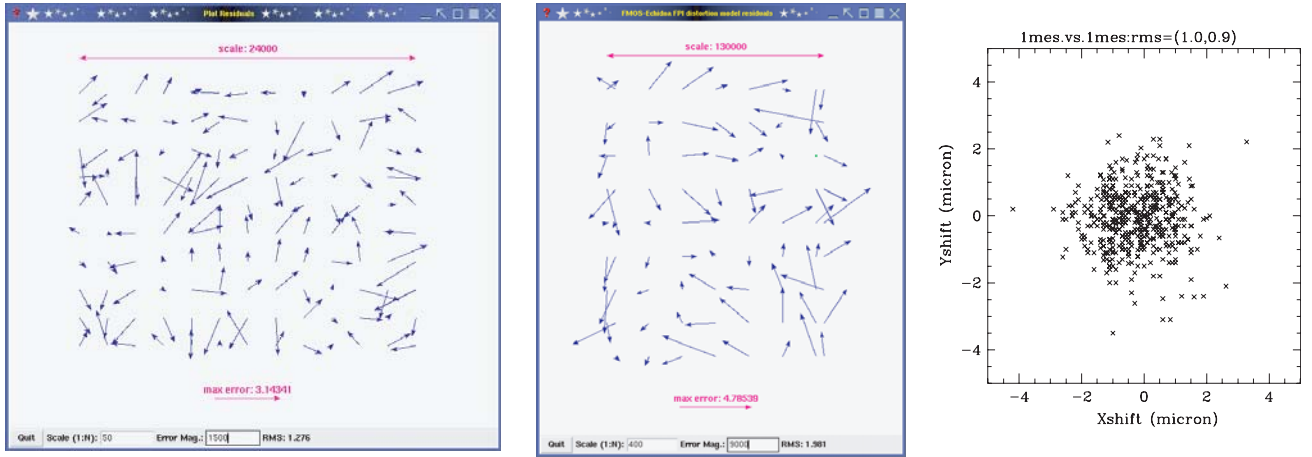 Plat Residuals
scale: 24000
max error: 3.14341
Quit Scale (1:N): 50 Error Mag.: 1500 RMS: 1.276
FMOS-Echidna FPI distortion model residuals
scale: 130000
max error: 4.78539
Quit Scale (1:N): 400 Error Mag.: 9000 RMS: 1.981
1mes.vs.1mes:rms=(1.0,0.9)
4
2
0
−2
−4
Yshift (micron)
−4 −2 0 2 4
Xshift (micron)